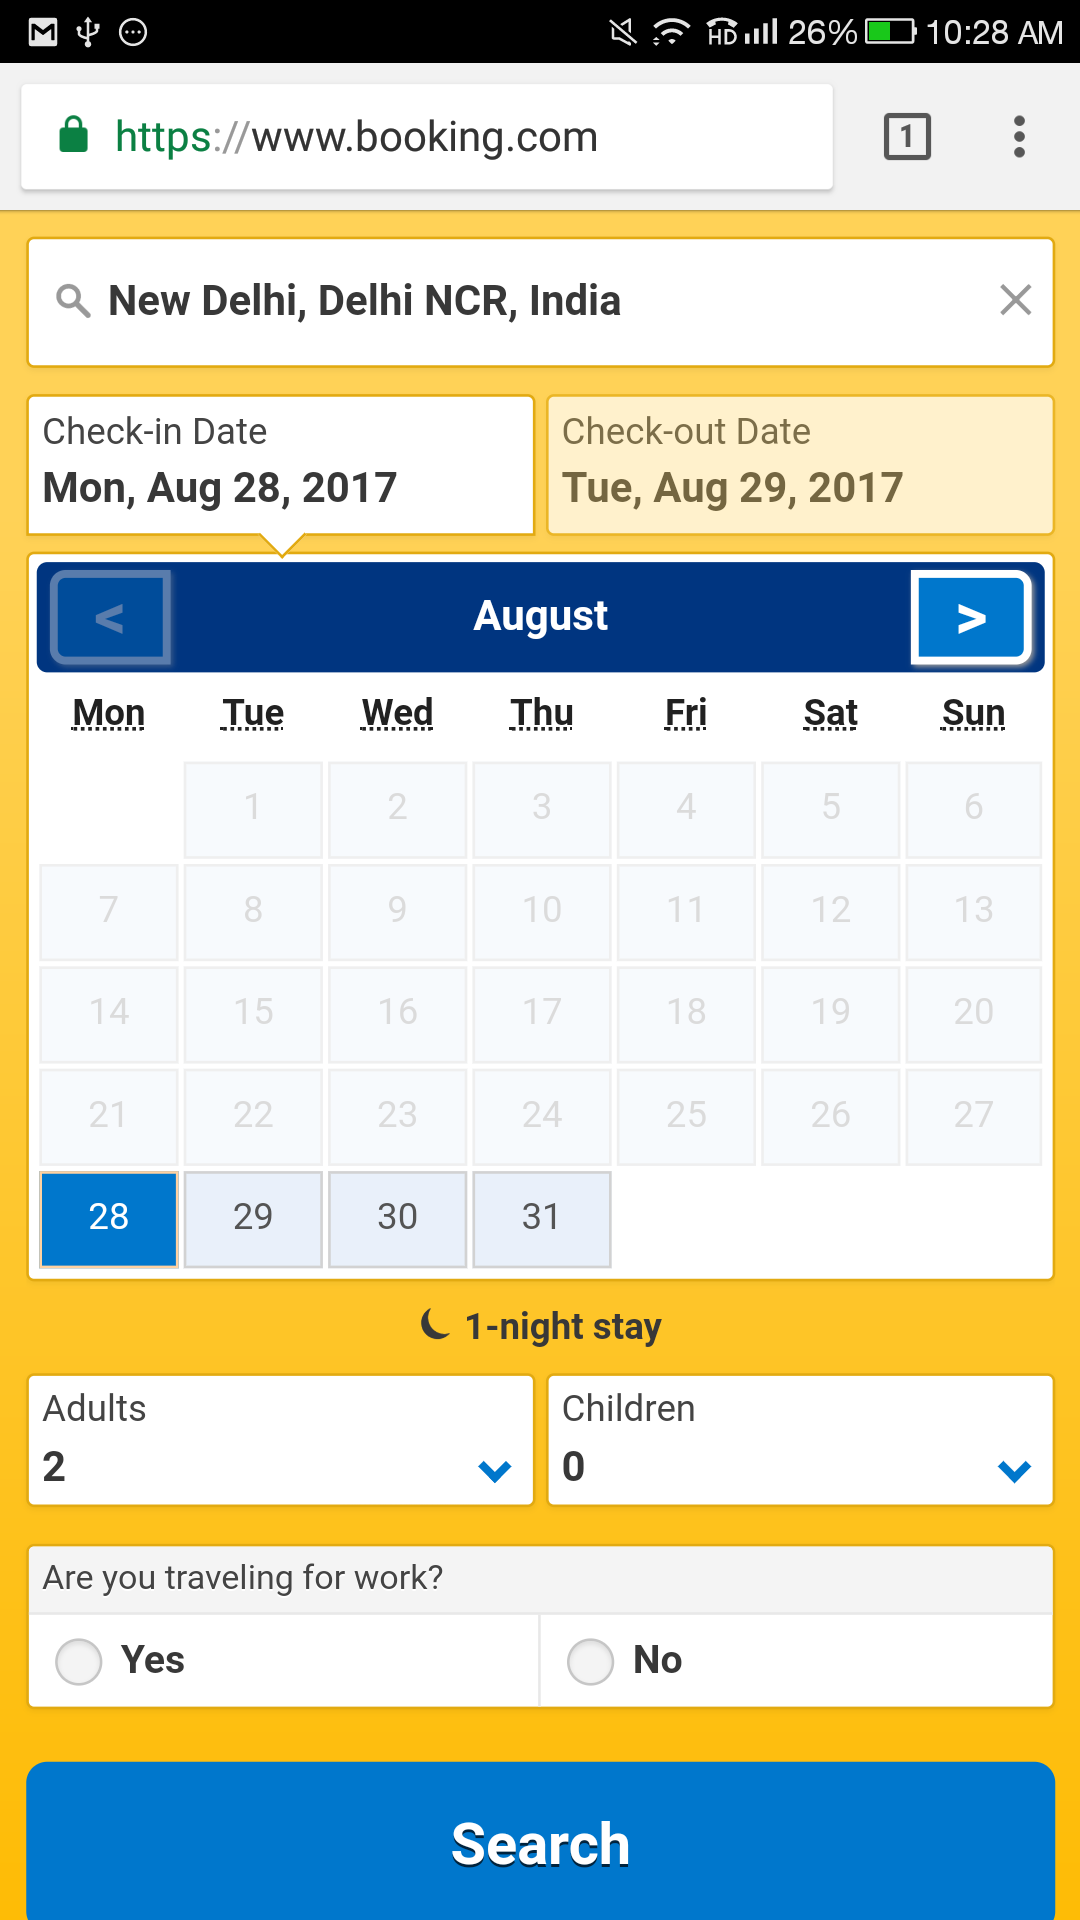 HD 26% 10:28 AM
https://www.booking.com 1
New Delhi, Delhi NCR, India
Check-in Date Check-out Date
Mon, Aug 28, 2017 Tue, Aug 29, 2017
< August >
Mon Tue Wed Thu Fri Sat Sun
1 2 3 4 5 6
7 8 9 10 11 12 13
14 15 16 17 18 19 20
21 22 23 24 25 26 27
28 29 30 31
1-night stay
Adults Children
2 0
Are you traveling for work?
Yes No
Search